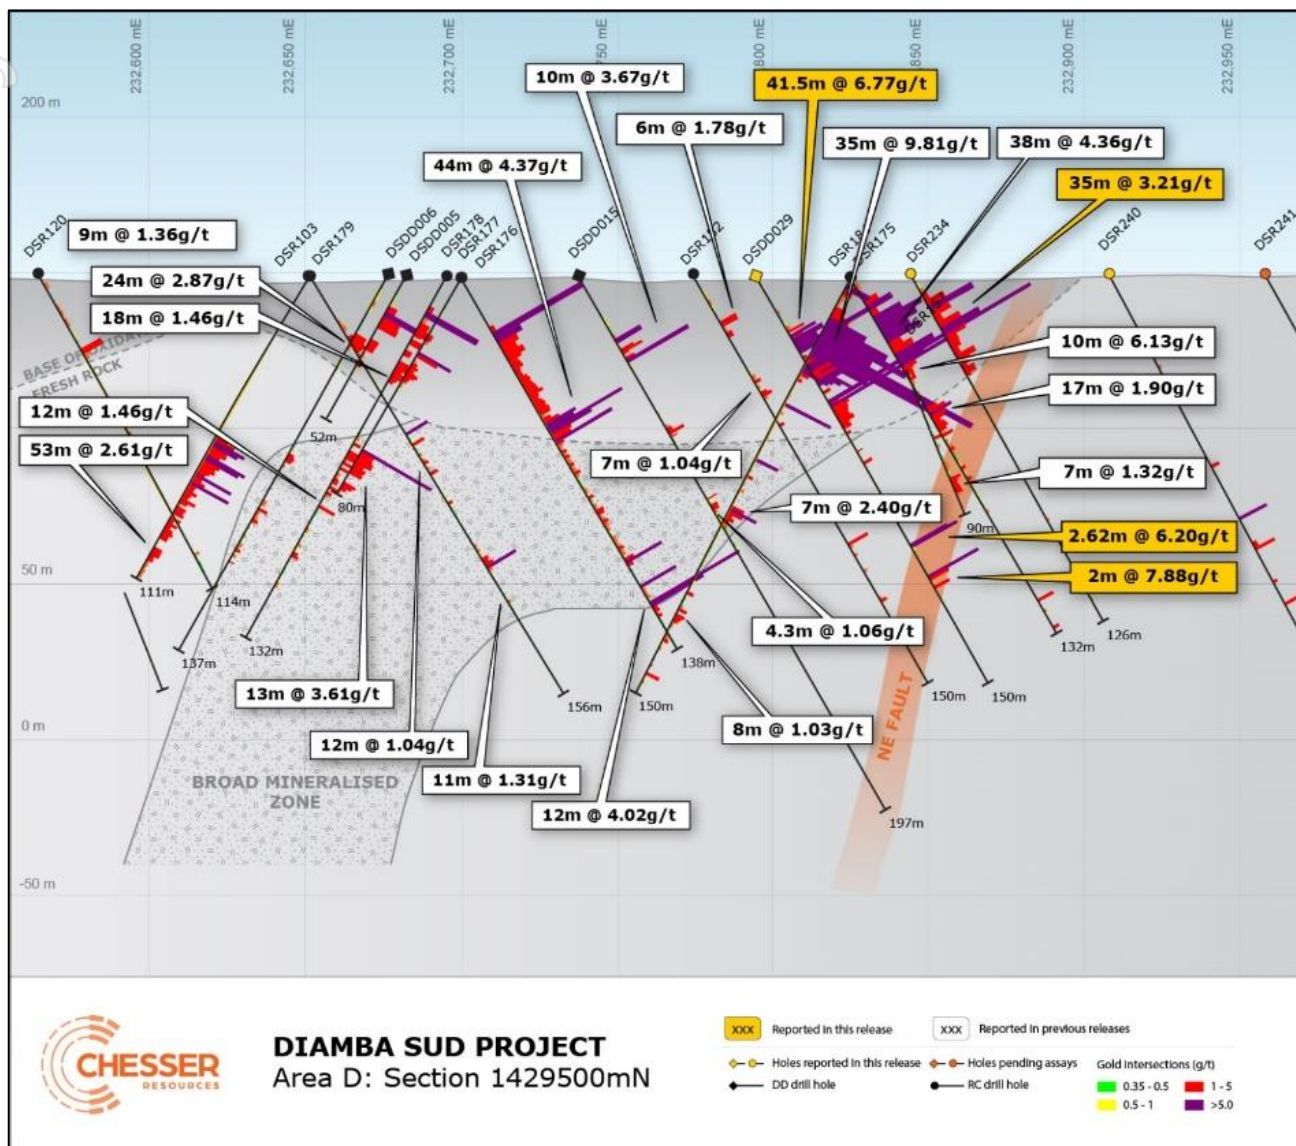 232,600 mE
232,650 mE
232,700 mE
750 mE
800 mE
850 mE
232,900 mE
232,950 mE
200 m
10m @ 3.67g/t
41.5m @ 6.77g/t
6m @ 1.78g/t
35m @ 9.81g/t
38m @ 4.36g/t
44m @ 4.37g/t
35m @ 3.21g/t
DSR120
9m @ 1.36g/t
DSR103
DSR179
DSDD006
DSDD005
DSR178
DSR177
DSR176
DSDD015
DSDD029
DSR175
DSR234
DSR240
DSR241
24m @ 2.87g/t
18m @ 1.46g/t
BASE OF
FRESH ROCK
10m @ 6.13g/t
17m @ 1.90g/t
12m @ 1.46g/t
53m @ 2.61g/t
52m
7m @ 1.04g/t
7m @ 1.32g/t
80m
7m @ 2.40g/t
90m
2.62m @ 6.20g/t
2m @ 7.88g/t
50 m
111m
114m
4.3m @ 1.06g/t
126m
132m
137m
132m
138m
13m @ 3.61g/t
156m
150m
150m
150m
NE FAULT
8m @ 1.03g/t
0 m
12m @ 1.04g/t
BROAD MINERALISED
ZONE
11m @ 1.31g/t
12m @ 4.02g/t
197m
-50 m
CHESSER
RESOURCES
DIAMBA SUD PROJECT
Area D: Section 1429500mN
XXX Reported in this release
XXX Reported in previous releases
Holes reported in this release
Holes pending assays
DD drill hole
RC drill hole
Gold Intersections (g/t)
0.35 - 0.5
1 - 5
0.5 - 1
>5.0